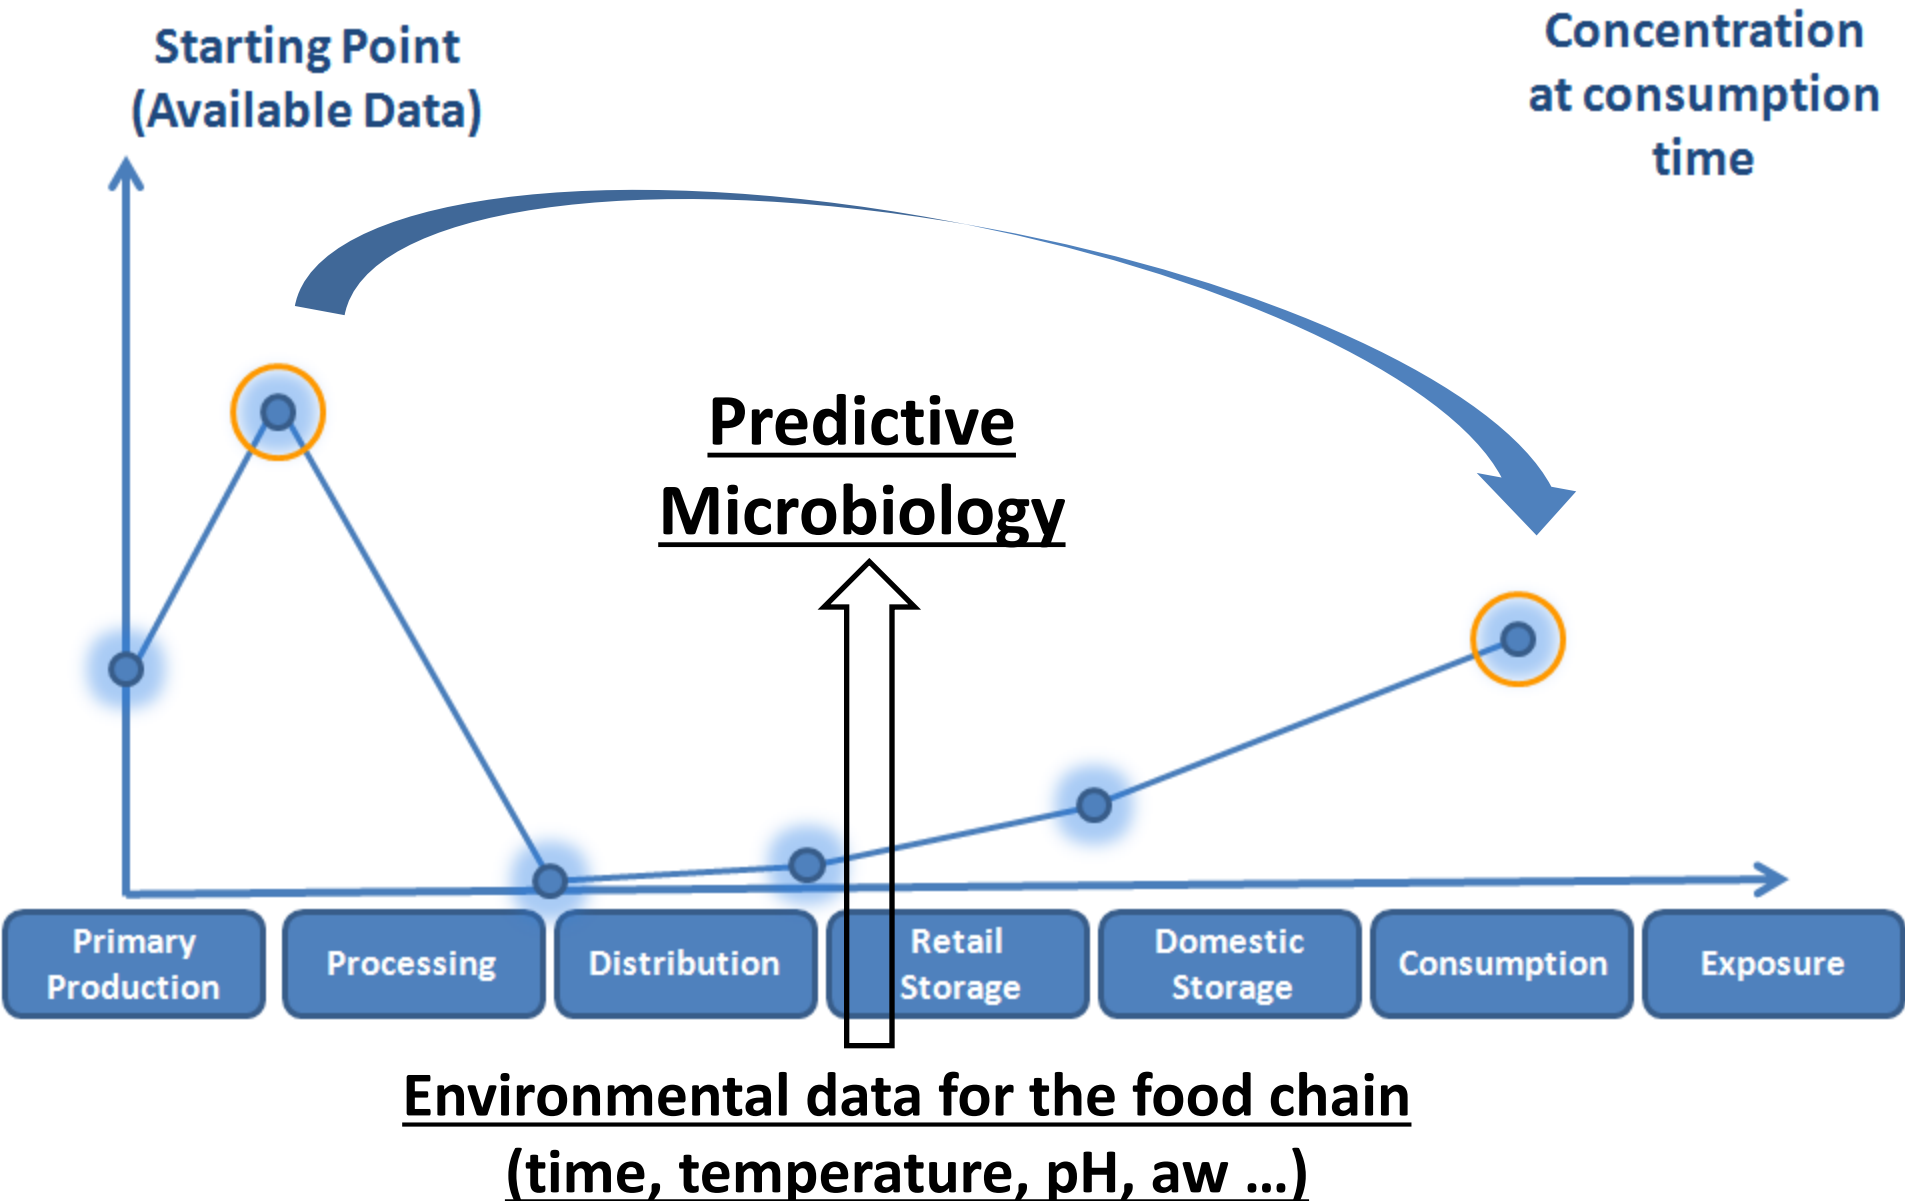 Starting Point
(Available Data)
Concentration
at consumption
time
Predictive
Microbiology
Primary
Production
Processing
Distribution
Retail
Storage
Domestic
Storage
Consumption
Exposure
Environmental data for the food chain
(time, temperature, pH, aw ...)